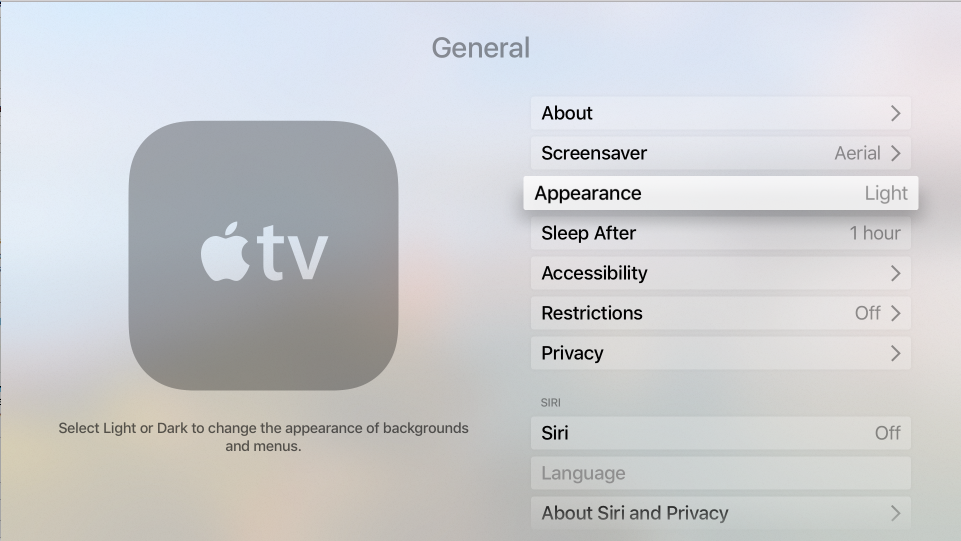 General
tv
Select Light or Dark to change the appearance of backgrounds
and menus.
About
Screensaver Aerial
Appearance Light
Sleep After 1 hour
Accessibility
Restrictions Off
Privacy
SIRI
Siri Off
Language
About Siri and Privacy